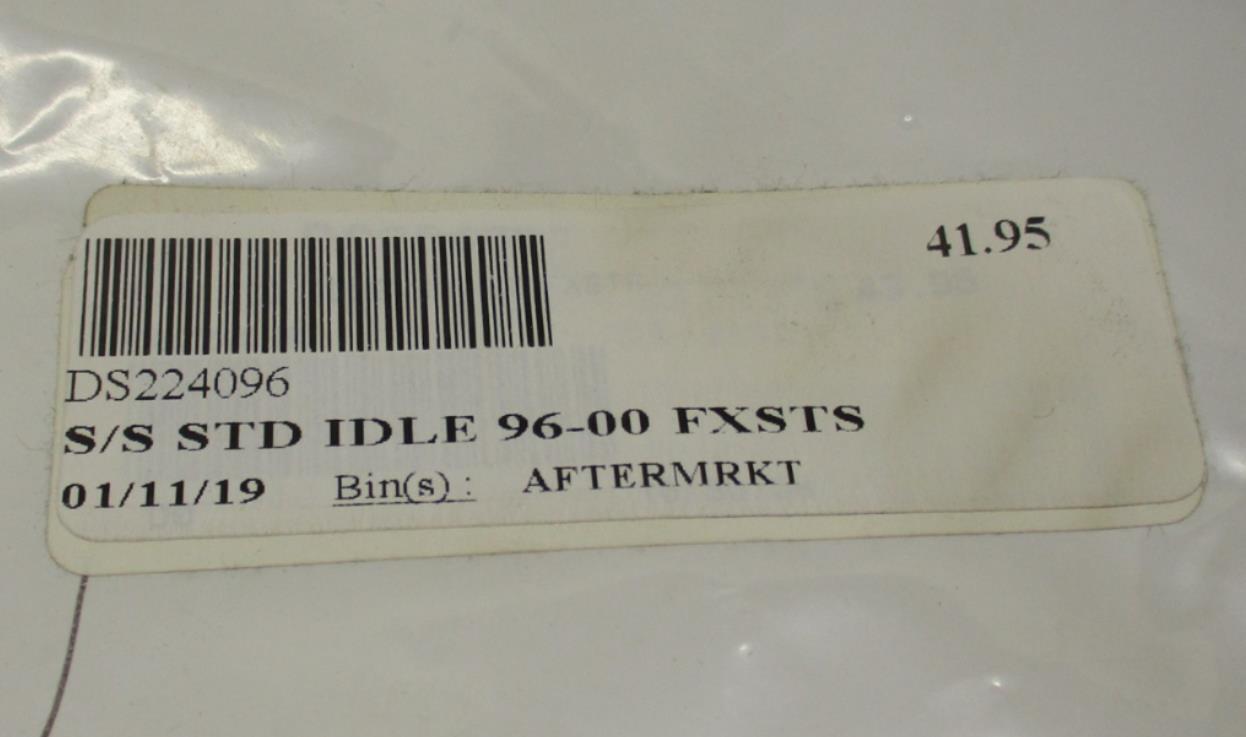 41.95
DS224096
S/S STD IDLE 96-00 FXSTS
01/11/19 Bin(s) : AFTERMRKT